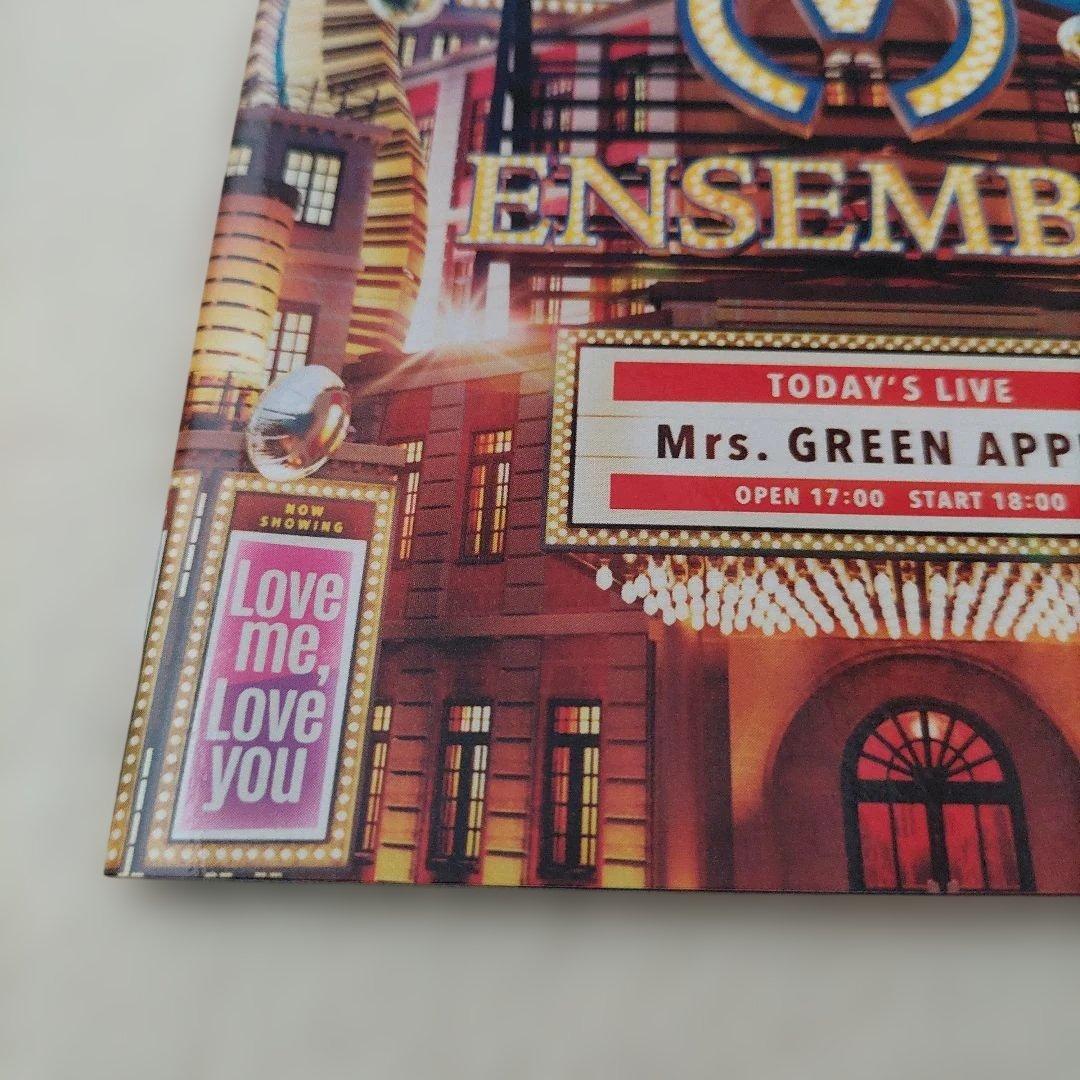 ENSEMB
TODAY'S LIVE
Mrs. GREEN APP
OPEN 17:00 START 18:00
NOW
SHOWING
Love
me,
Love
you